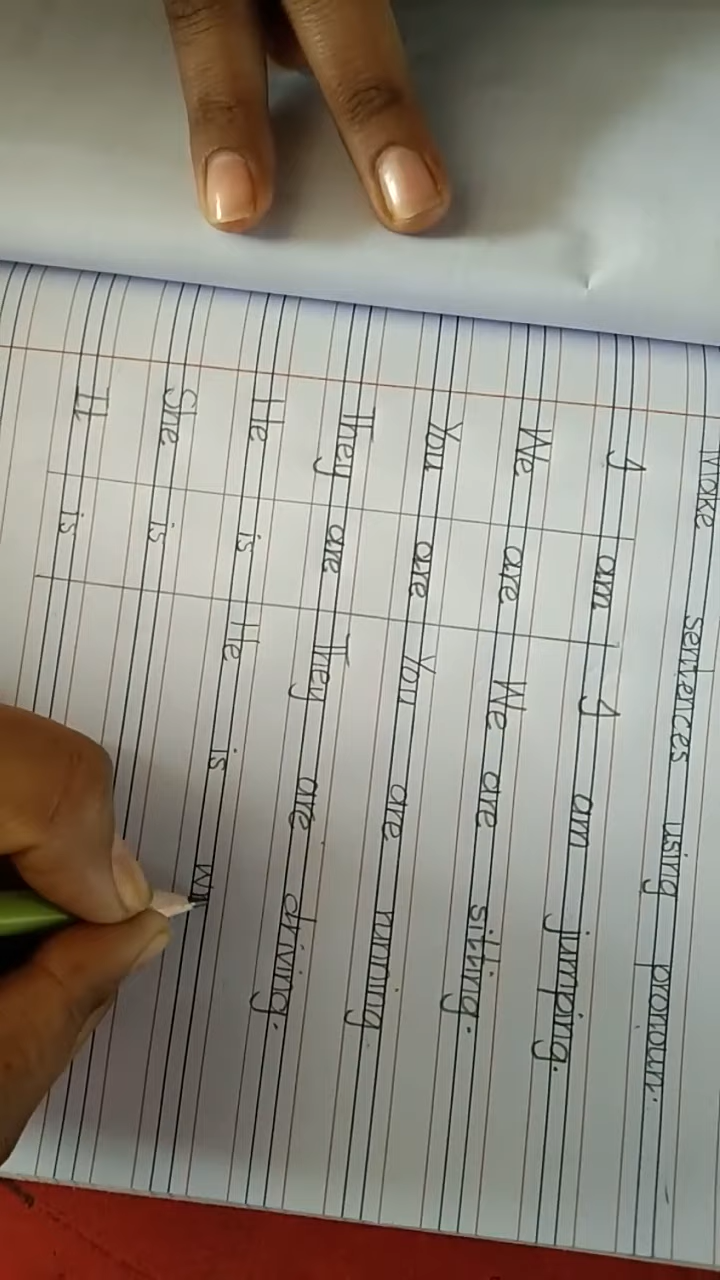 Make sentences using pronoun.
I am I am jumping.
We are We are sitting.
You are You are running.
They are They are driving.
He is He is
She is
It is